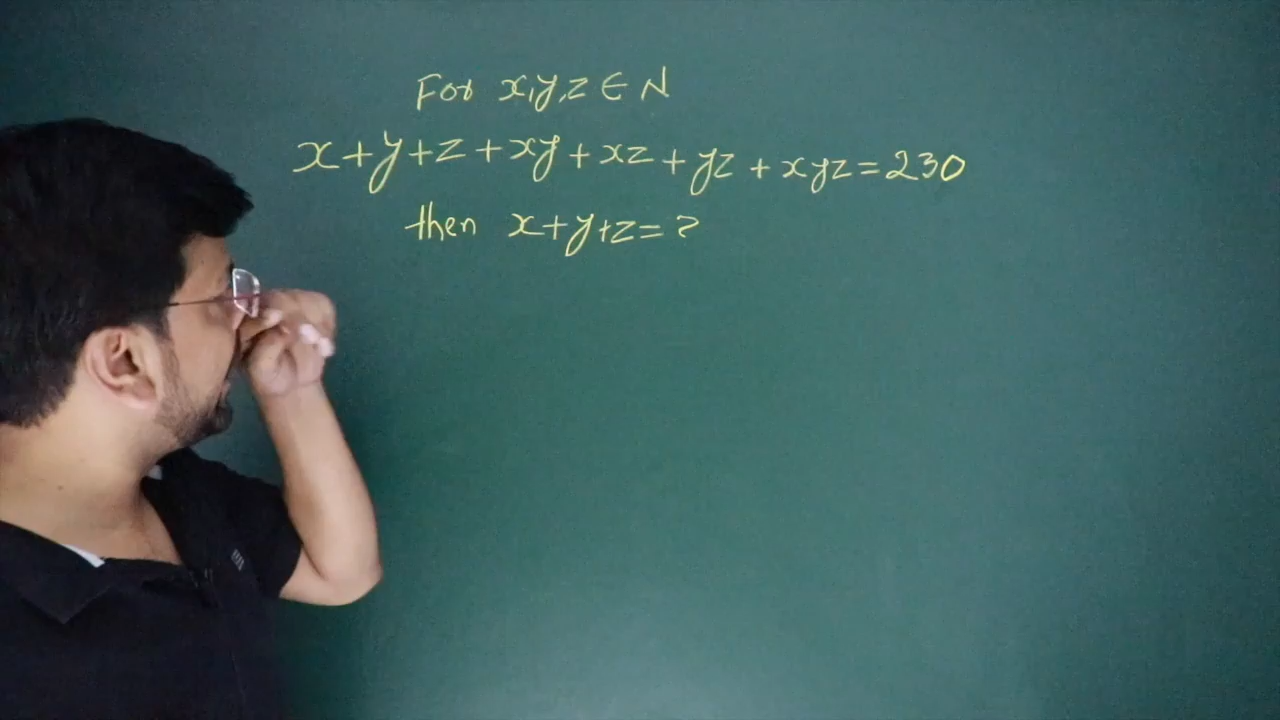 For x,y,z ∈ N
x+y+z+xy+xz+yz+xyz=230
then x+y+z=?